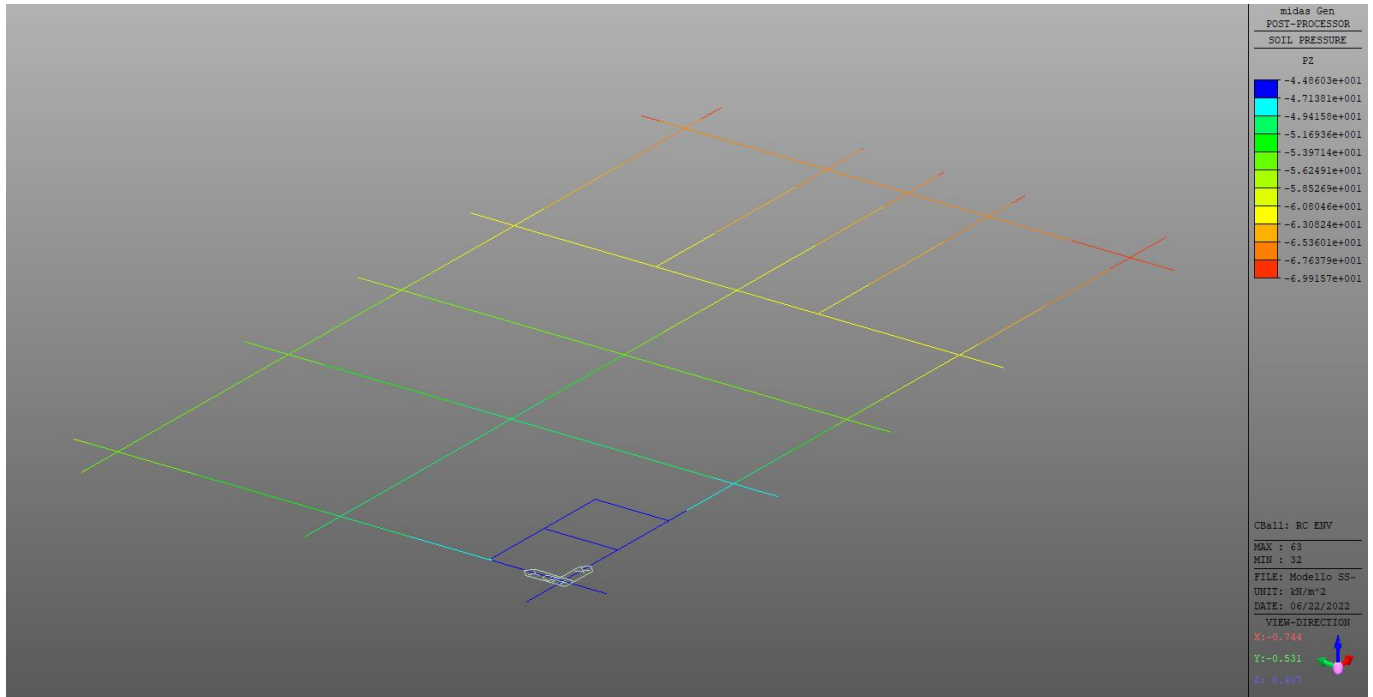 midas Gen
POST-PROCESSOR
SOIL PRESSURE
PZ
-4.48603e+001
-4.71381e+001
-4.94158e+001
-5.16936e+001
-5.39714e+001
-5.62491e+001
-5.85269e+001
-6.08046e+001
-6.30824e+001
-6.53601e+001
-6.76379e+001
-6.99157e+001
CBall: RC ENV
MAX : 63
MIN : 32
FILE: Modello SS~
UNIT: kN/m^2
DATE: 06/22/2022
VIEW-DIRECTION
X:-0.744
Y:-0.531
Z: 0.407